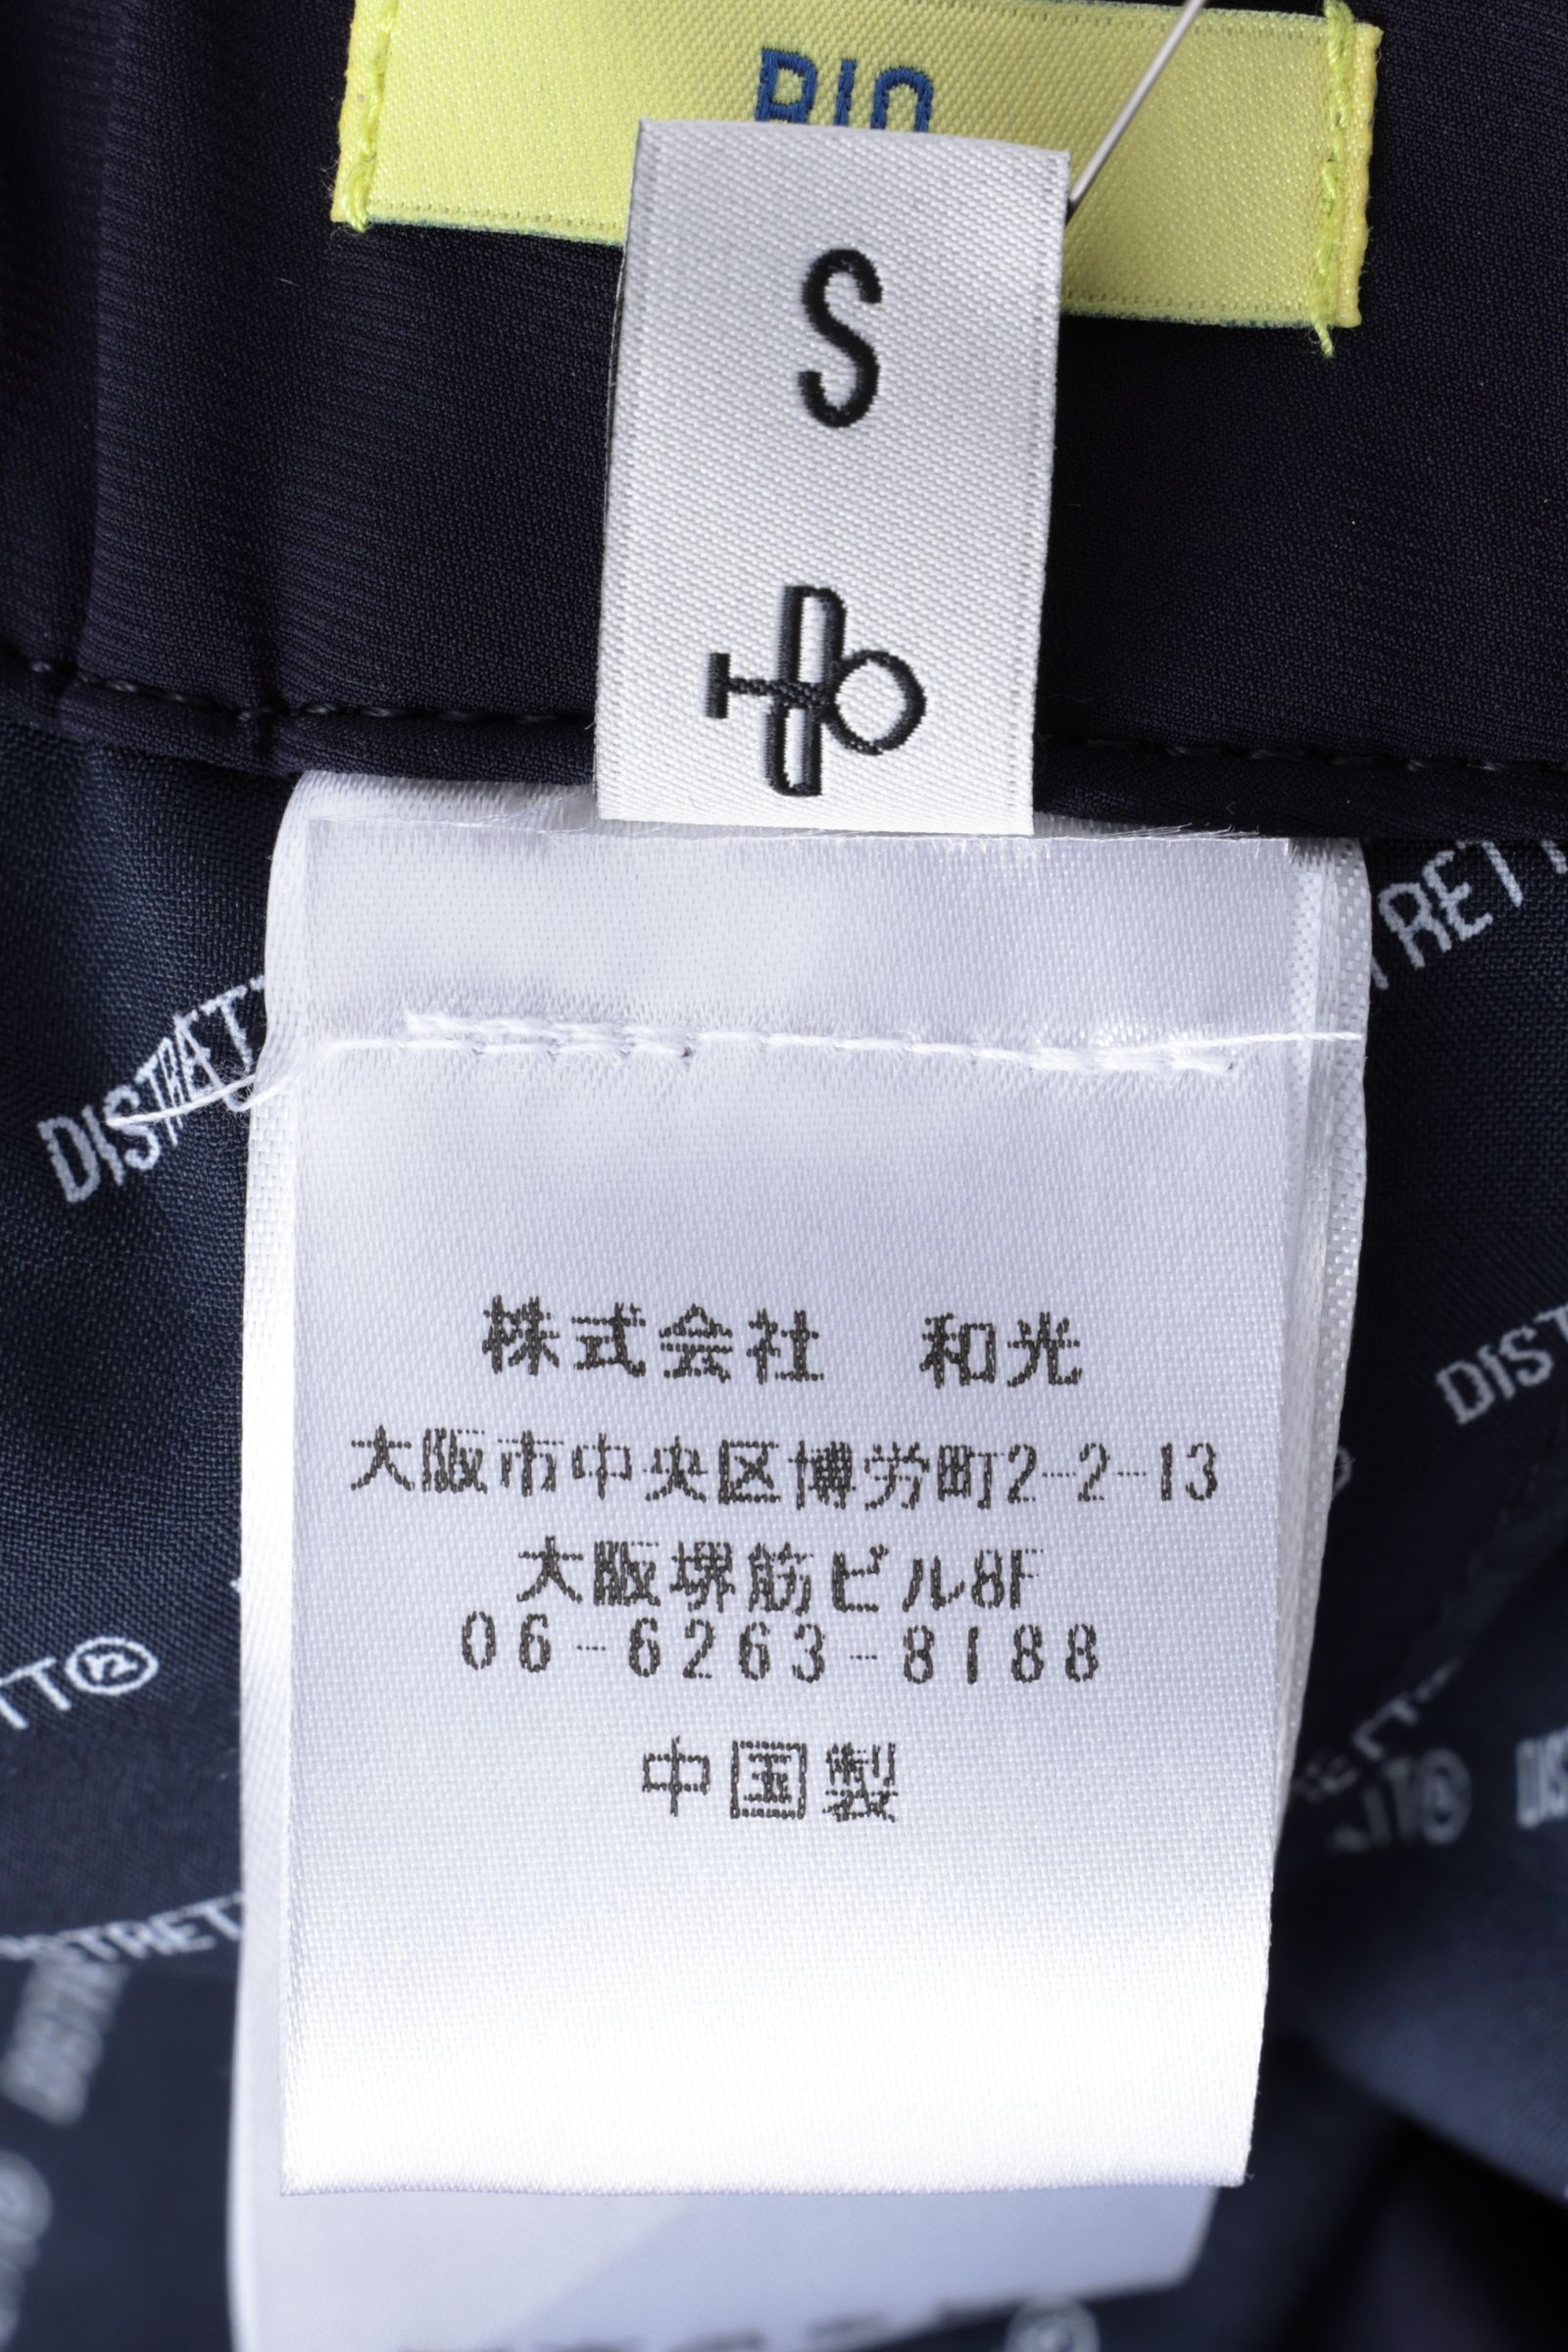 S
株式会社 和光
大阪市中央区博労町2-2-13
大阪堺筋ビル8F
06-6263-8188
中国製